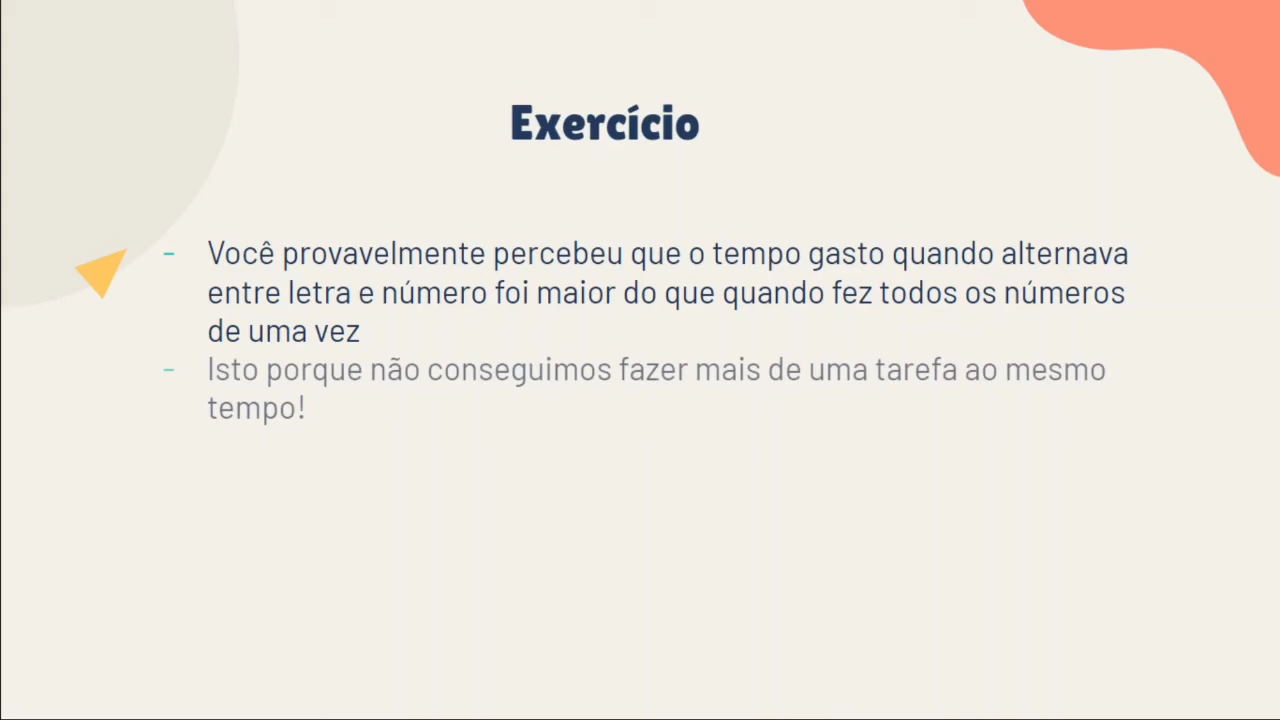 Exercício
- Você provavelmente percebeu que o tempo gasto quando alternava
entre letra e número foi maior do que quando fez todos os números
de uma vez
- Isto porque não conseguimos fazer mais de uma tarefa ao mesmo
tempo!